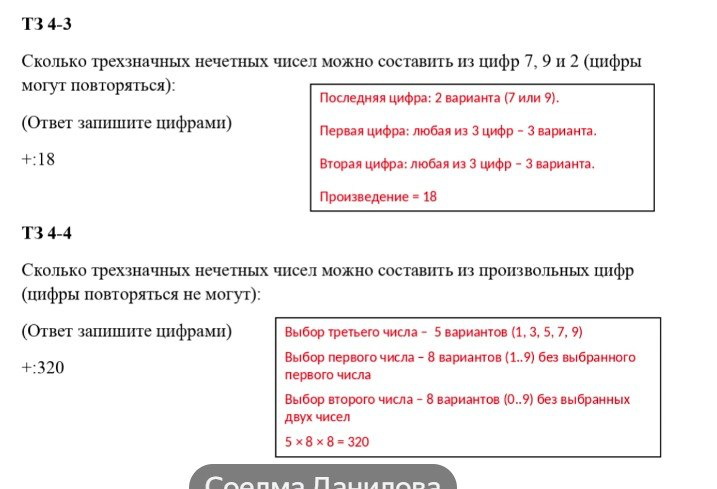 ТЗ 4-3
Сколько трехзначных нечетных чисел можно составить из цифр 7, 9 и 2 (цифры
могут повторяться):
(Ответ запишите цифрами)
+:18
Последняя цифра: 2 варианта (7 или 9).
Первая цифра: любая из 3 цифр – 3 варианта.
Вторая цифра: любая из 3 цифр – 3 варианта.
Произведение = 18
ТЗ 4-4
Сколько трехзначных нечетных чисел можно составить из произвольных цифр
(цифры повторяться не могут):
(Ответ запишите цифрами)
+:320
Выбор третьего числа – 5 вариантов (1, 3, 5, 7, 9)
Выбор первого числа – 8 вариантов (1..9) без выбранного
первого числа
Выбор второго числа – 8 вариантов (0..9) без выбранных
двух чисел
5 × 8 × 8 = 320
Соелма Данилова